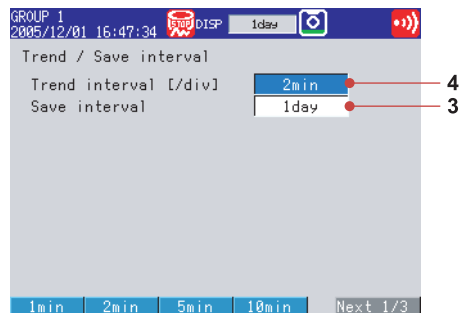 GROUP 1
2005/12/01 16:47:34 STOP DISP 1day
Trend / Save interval
Trend interval [/div] 2min 4
Save interval 1day 3
1min 2min 5min 10min Next 1/3